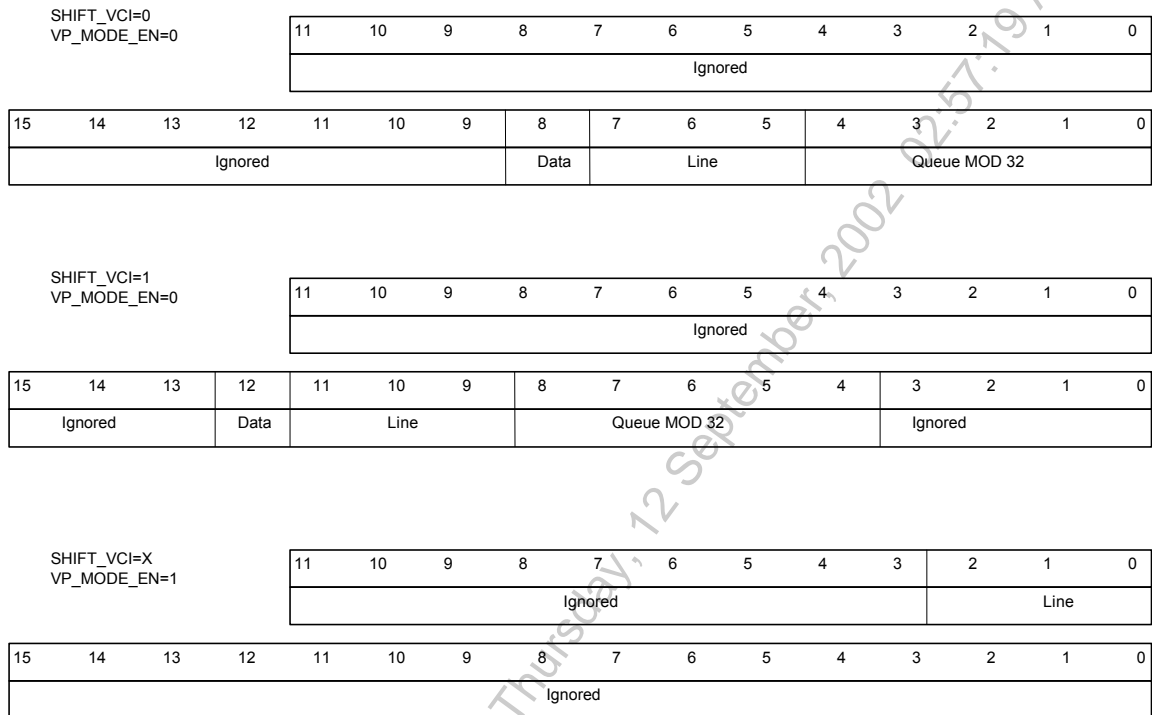 SHIFT_VCI=0
VP_MODE_EN=0
11 10 9 8 7 6 5 4 3 2 1 0
Ignored
15 14 13 12 11 10 9 8 7 6 5 4 3 2 1 0
Ignored Data Line Queue MOD 32
SHIFT_VCI=1
VP_MODE_EN=0
11 10 9 8 7 6 5 4 3 2 1 0
Ignored
15 14 13 12 11 10 9 8 7 6 5 4 3 2 1 0
Ignored Data Line Queue MOD 32 Ignored
SHIFT_VCI=X
VP_MODE_EN=1
11 10 9 8 7 6 5 4 3 2 1 0
Ignored Line
15 14 13 12 11 10 9 8 7 6 5 4 3 2 1 0
Ignored
Thursday, 12 September, 2002 02:57:19